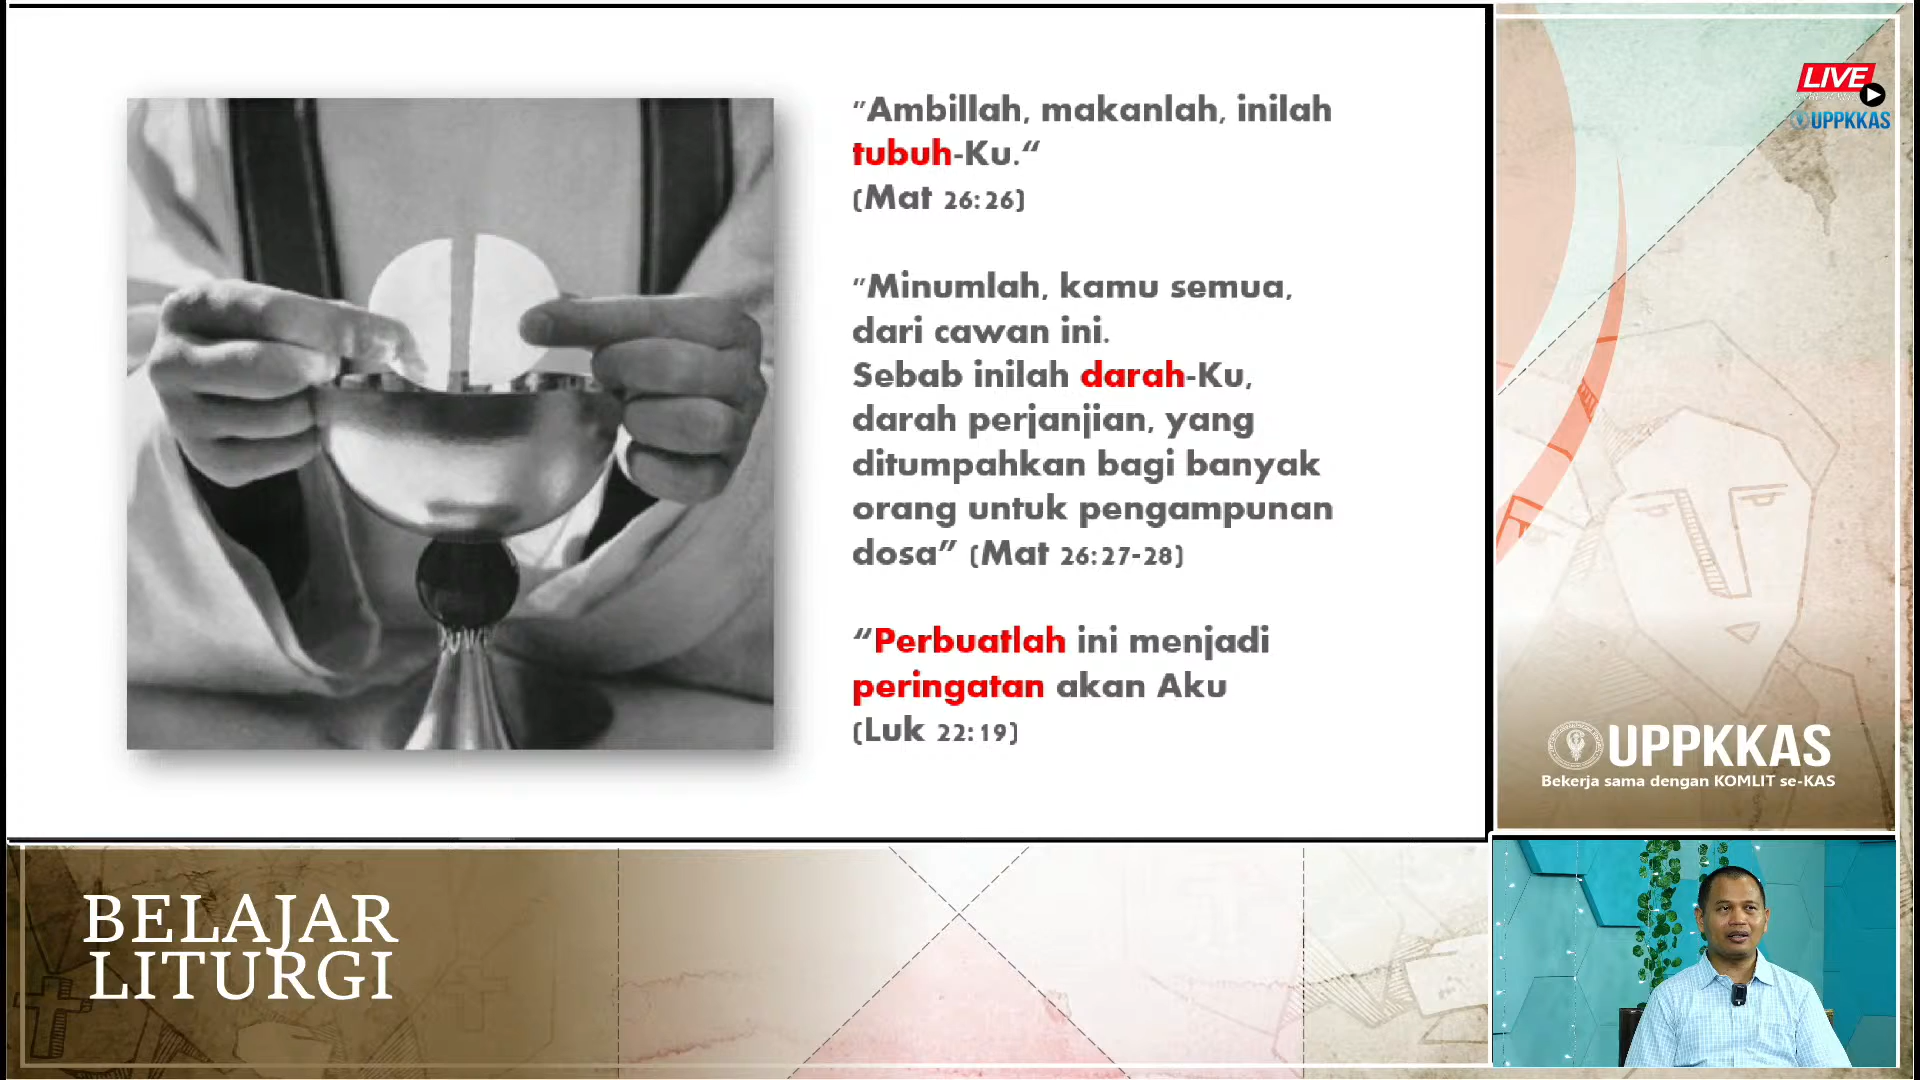 "Ambillah, makanlah, inilah
tubuh-Ku.“
(Mat 26:26)
"Minumlah, kamu semua,
dari cawan ini.
Sebab inilah darah-Ku,
darah perjanjian, yang
ditumpahkan bagi banyak
orang untuk pengampunan
dosa” (Mat 26:27-28)
“Perbuatlah ini menjadi
peringatan akan Aku
(Luk 22:19)
LIVE
UPPKKAS
UPPKKAS
Bekerja sama dengan KOMLIT se-KAS
BELAJAR
LITURGI